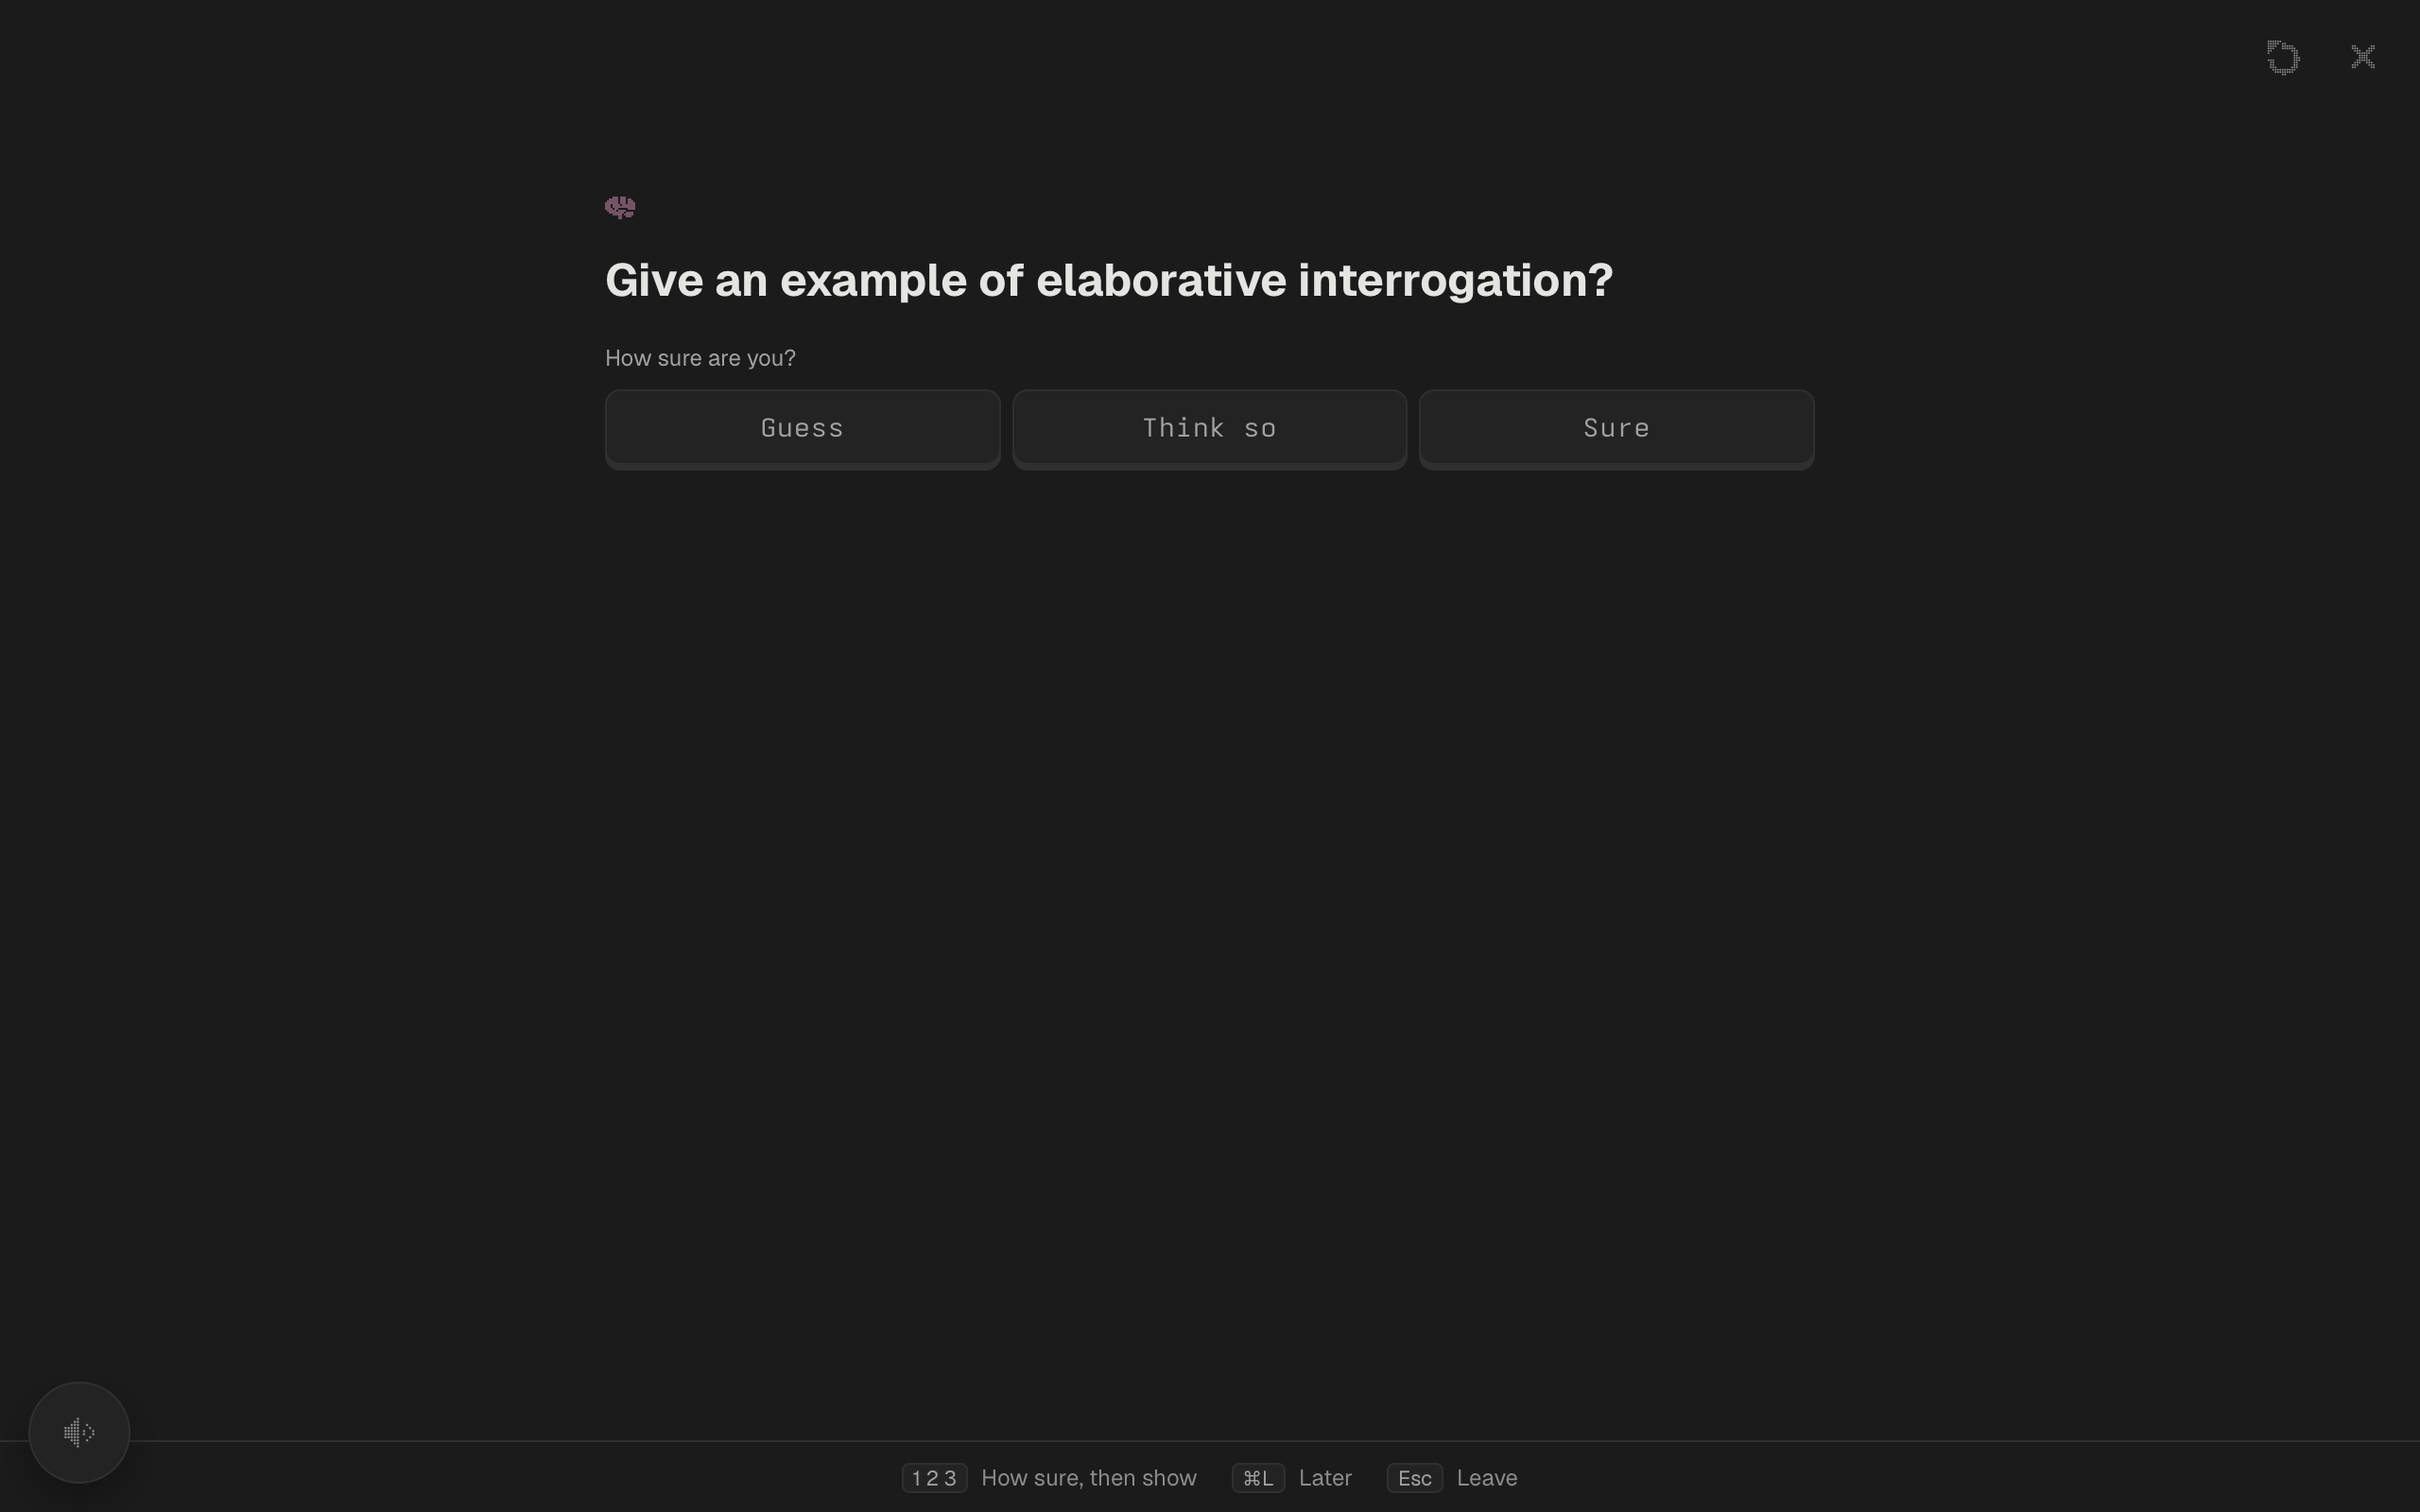 Give an example of elaborative interrogation?
How sure are you?
Guess
Think so
Sure
1 2 3 How sure, then show ⌘L Later Esc Leave